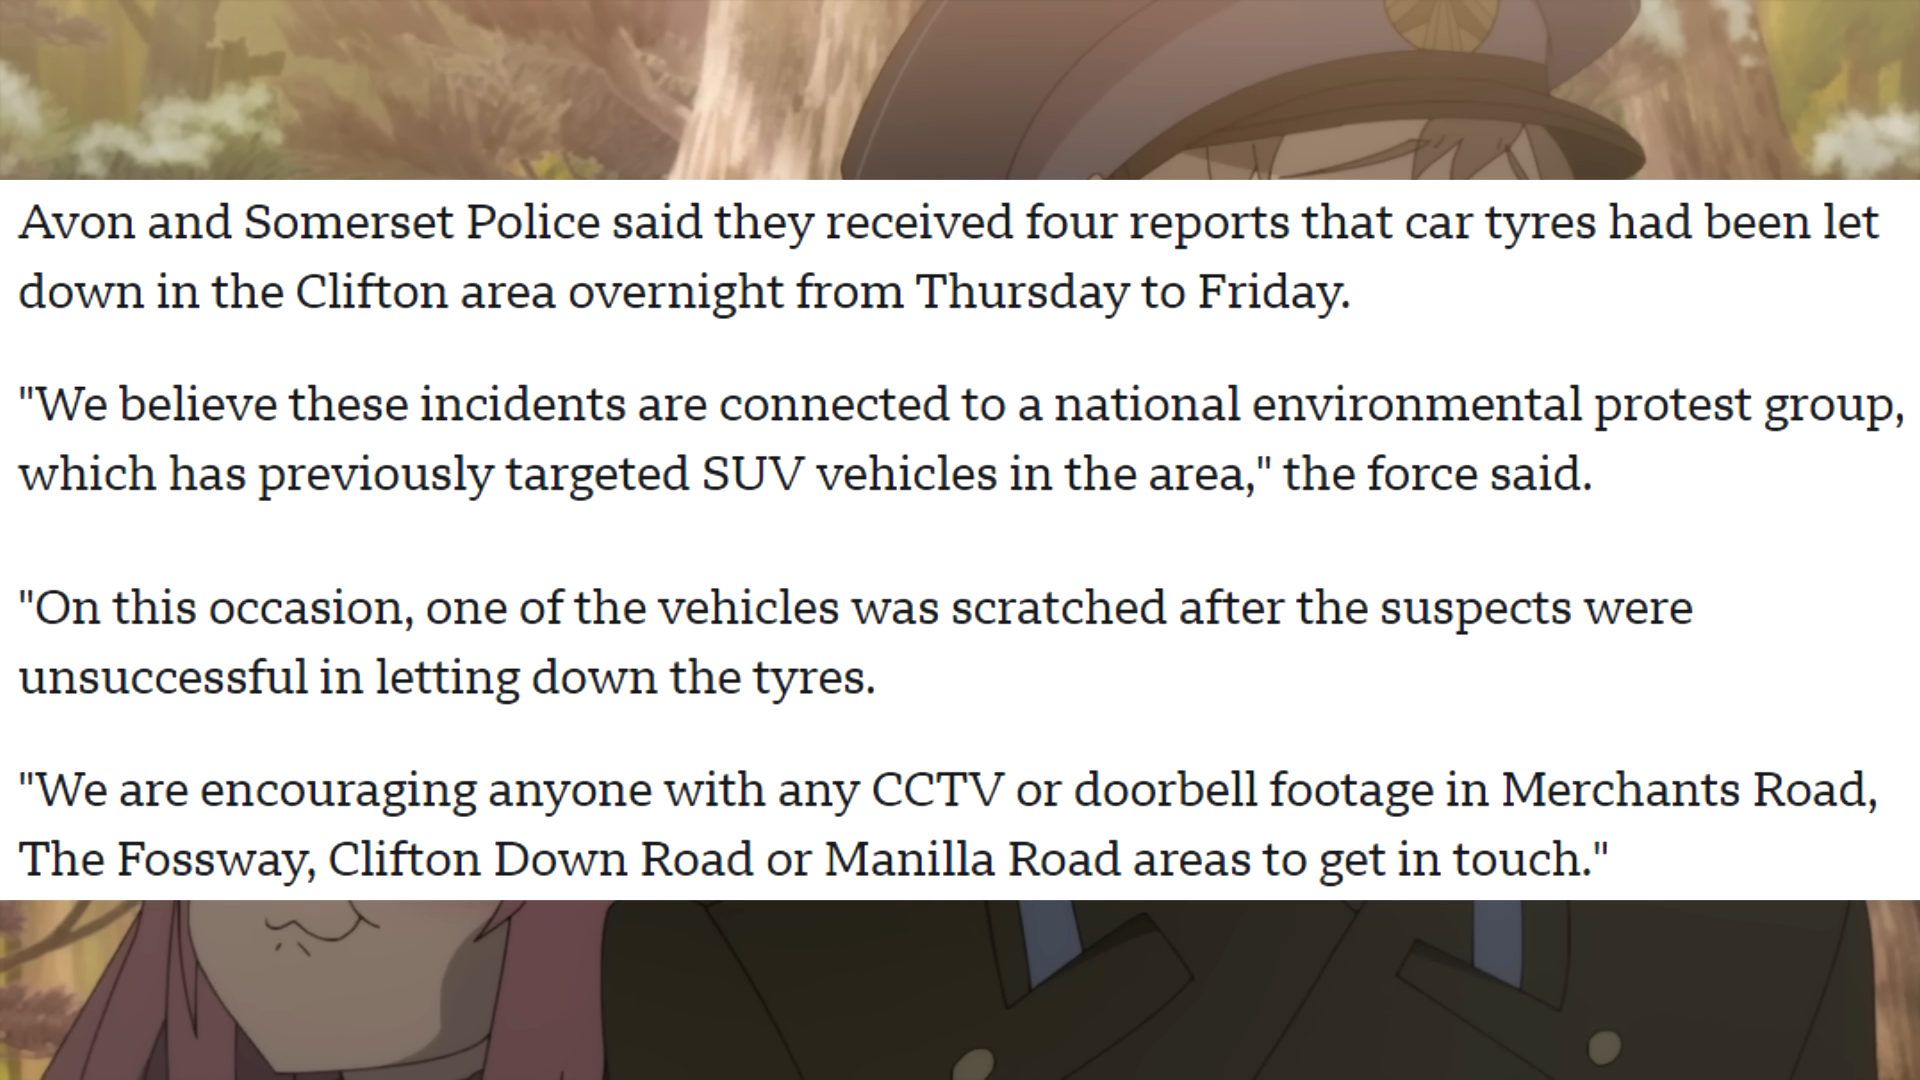 Avon and Somerset Police said they received four reports that car tyres had been let
down in the Clifton area overnight from Thursday to Friday.
"We believe these incidents are connected to a national environmental protest group,
which has previously targeted SUV vehicles in the area," the force said.
"On this occasion, one of the vehicles was scratched after the suspects were
unsuccessful in letting down the tyres.
"We are encouraging anyone with any CCTV or doorbell footage in Merchants Road,
The Fossway, Clifton Down Road or Manilla Road areas to get in touch."